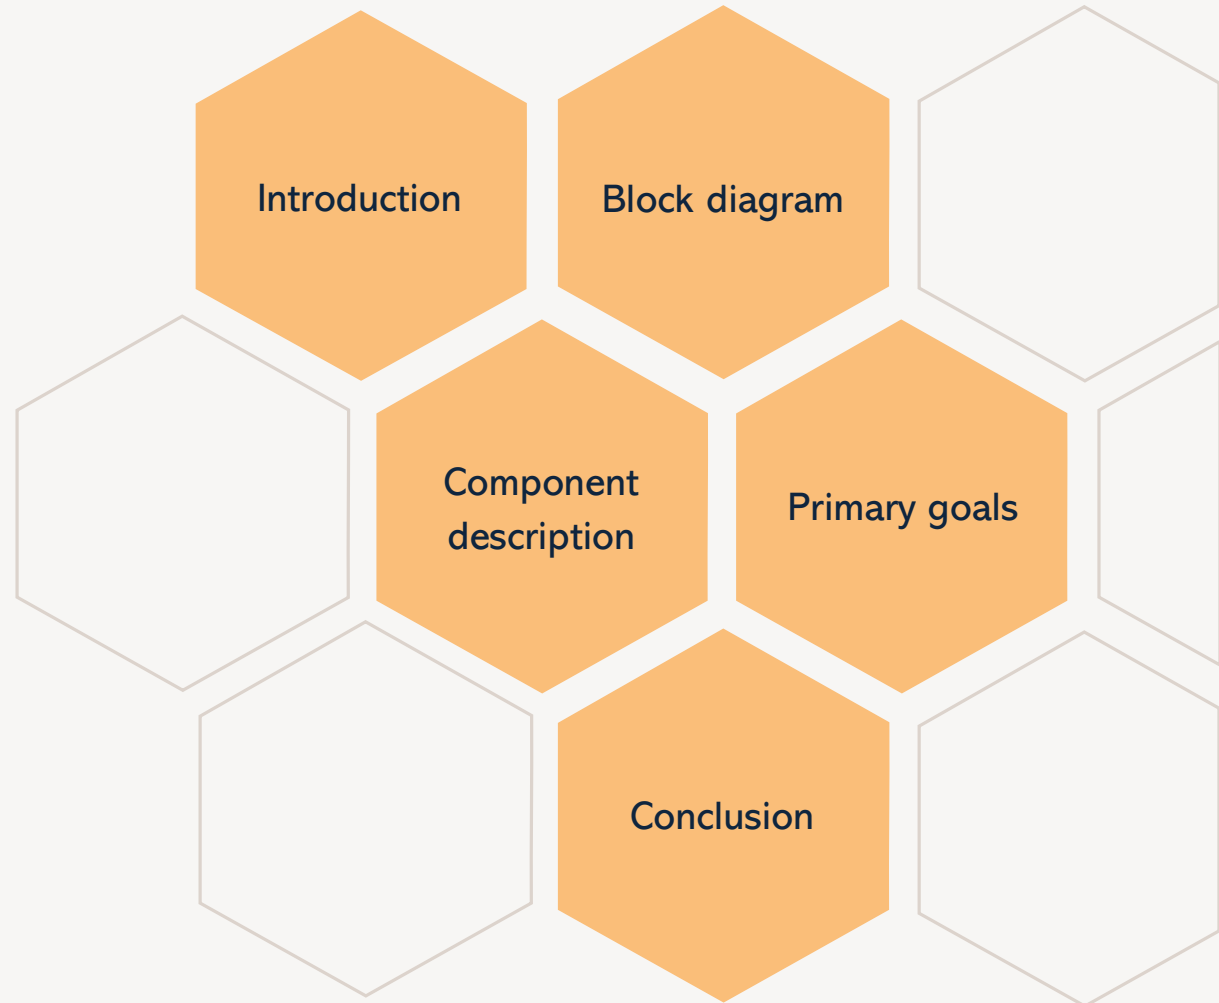 Introduction
Block diagram
Component
description
Primary goals
Conclusion